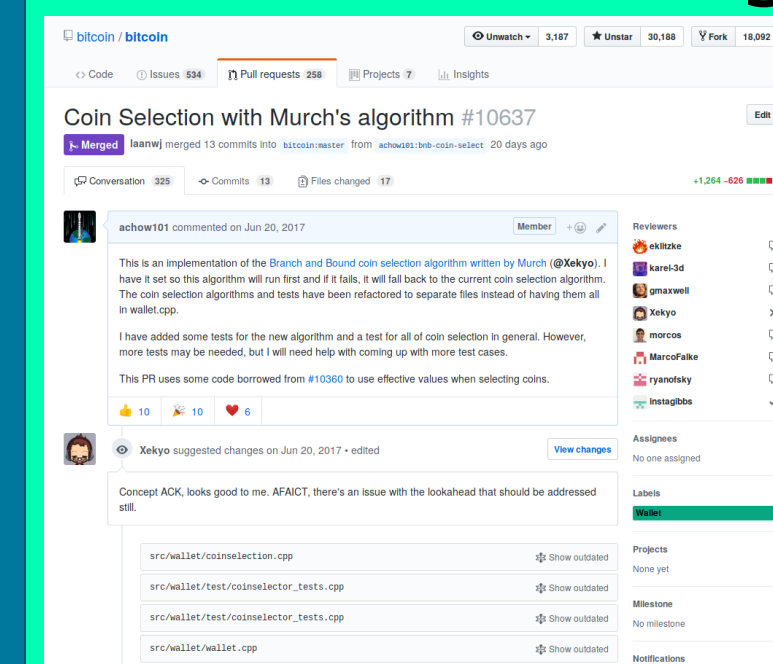 bitcoin / bitcoin
Unwatch 3,187
Unstar 30,188
Fork 18,092
Code
Issues 534
Pull requests 258
Projects 7
Insights
Coin Selection with Murch's algorithm #10637
Edit
Merged laanwj merged 13 commits into bitcoin:master from achow101:bnb-coin-select 20 days ago
Conversation 325
Commits 13
Files changed 17
+1,264 −626
achow101 commented on Jun 20, 2017
Member
This is an implementation of the Branch and Bound coin selection algorithm written by Murch (@Xekyo). I
have it set so this algorithm will run first and if it fails, it will fall back to the current coin selection algorithm.
The coin selection algorithms and tests have been refactored to separate files instead of having them all
in wallet.cpp.
I have added some tests for the new algorithm and a test for all of coin selection in general. However,
more tests may be needed, but I will need help with coming up with more test cases.
This PR uses some code borrowed from #10360 to use effective values when selecting coins.
10
10
6
Xekyo suggested changes on Jun 20, 2017 • edited
View changes
Concept ACK, looks good to me. AFAICT, there's an issue with the lookahead that should be addressed
still.
src/wallet/coinselection.cpp
Show outdated
src/wallet/test/coinselector_tests.cpp
Show outdated
src/wallet/test/coinselector_tests.cpp
Show outdated
src/wallet/wallet.cpp
Show outdated
Reviewers
eklitzke
karel-3d
gmaxwell
Xekyo
morcos
MarcoFalke
ryanofsky
instagibbs
Assignees
No one assigned
Labels
Wallet
Projects
None yet
Milestone
No milestone
Notifications